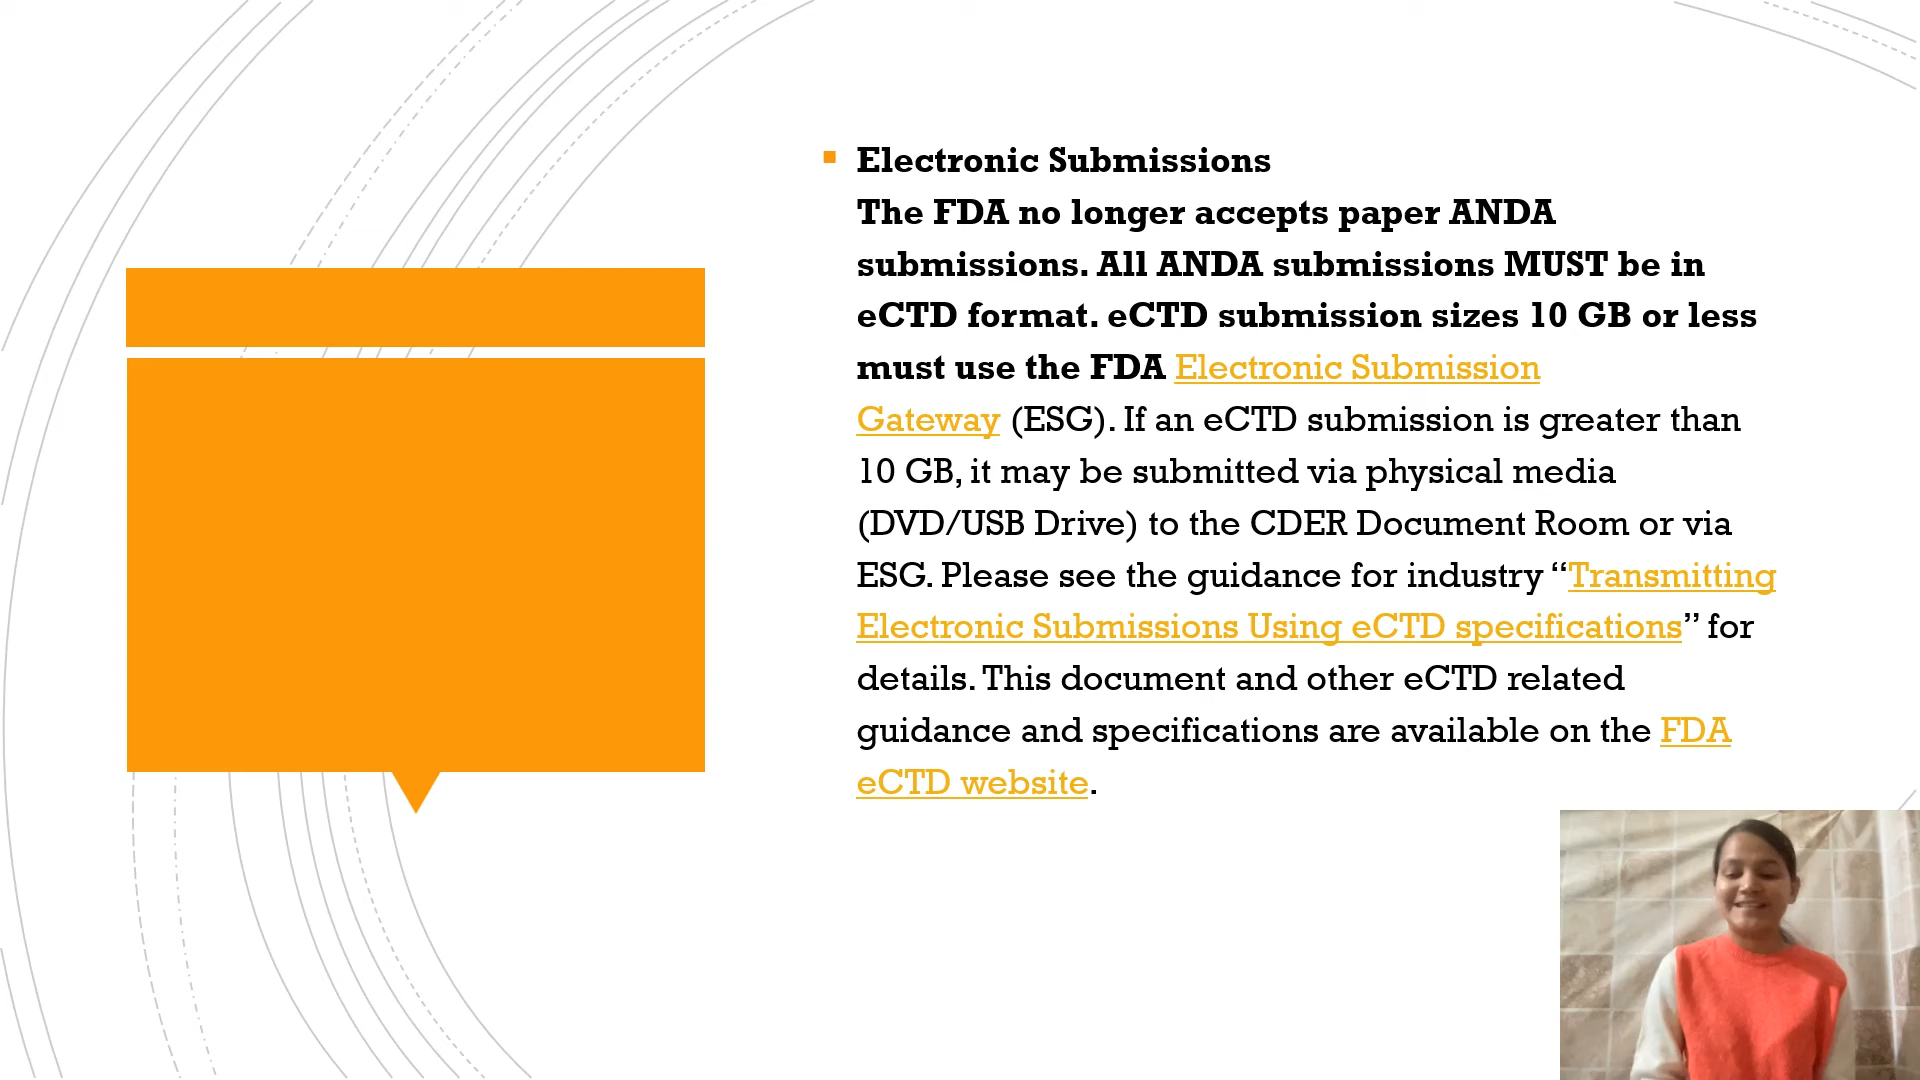 Electronic Submissions
The FDA no longer accepts paper ANDA
submissions. All ANDA submissions MUST be in
eCTD format. eCTD submission sizes 10 GB or less
must use the FDA Electronic Submission
Gateway (ESG). If an eCTD submission is greater than
10 GB, it may be submitted via physical media
(DVD/USB Drive) to the CDER Document Room or via
ESG. Please see the guidance for industry “Transmitting
Electronic Submissions Using eCTD specifications” for
details. This document and other eCTD related
guidance and specifications are available on the FDA
eCTD website.